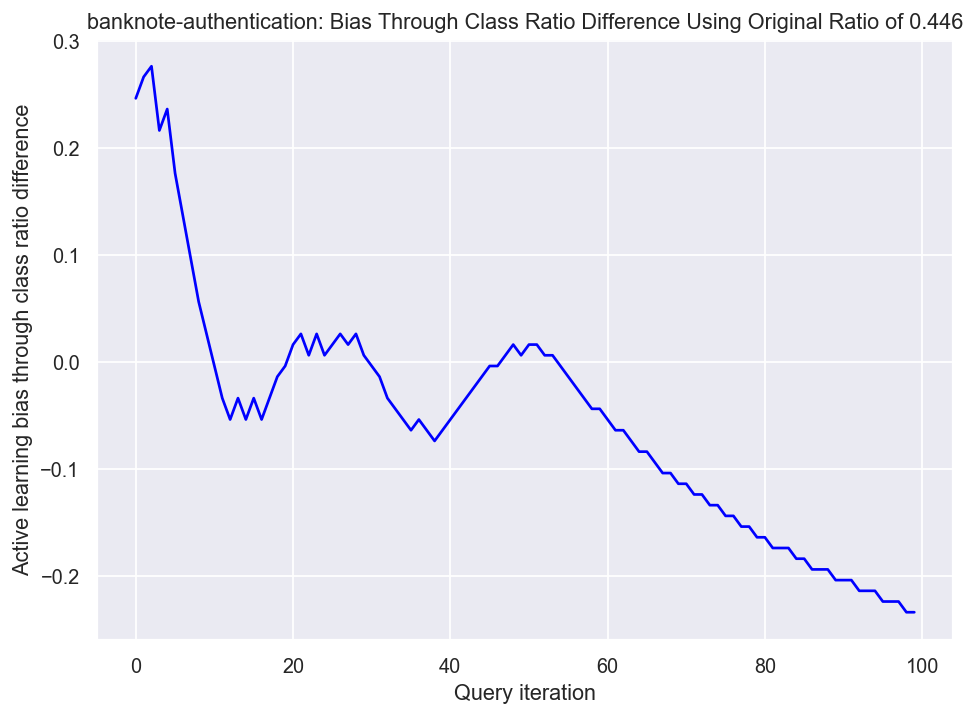 banknote-authentication: Bias Through Class Ratio Difference Using Original Ratio of 0.446
Active learning bias through class ratio difference
0.3
0.2
0.1
0.0
−0.1
−0.2
0 20 40 60 80 100
Query iteration